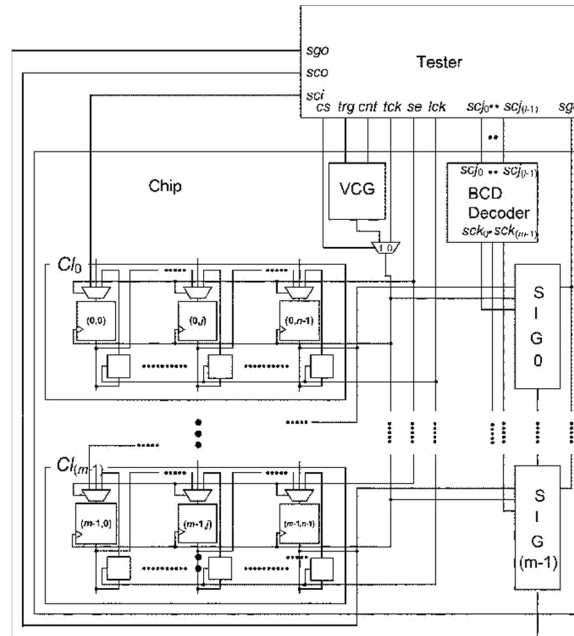 sgo
Tester
sco
sci
cs trg cnt tck se lck scj0 •• scj(l-1) sg
Chip
VCG
scj0 •• scj(l-1)
BCD
Decoder
sck0 •• sck(m-1)
1 0
CI0
(0,0) (0,j) (0,n-1)
S
I
G
0
CI(m-1)
(m-1,0) (m-1,j) (m-1,n-1)
S
I
G
(m-1)